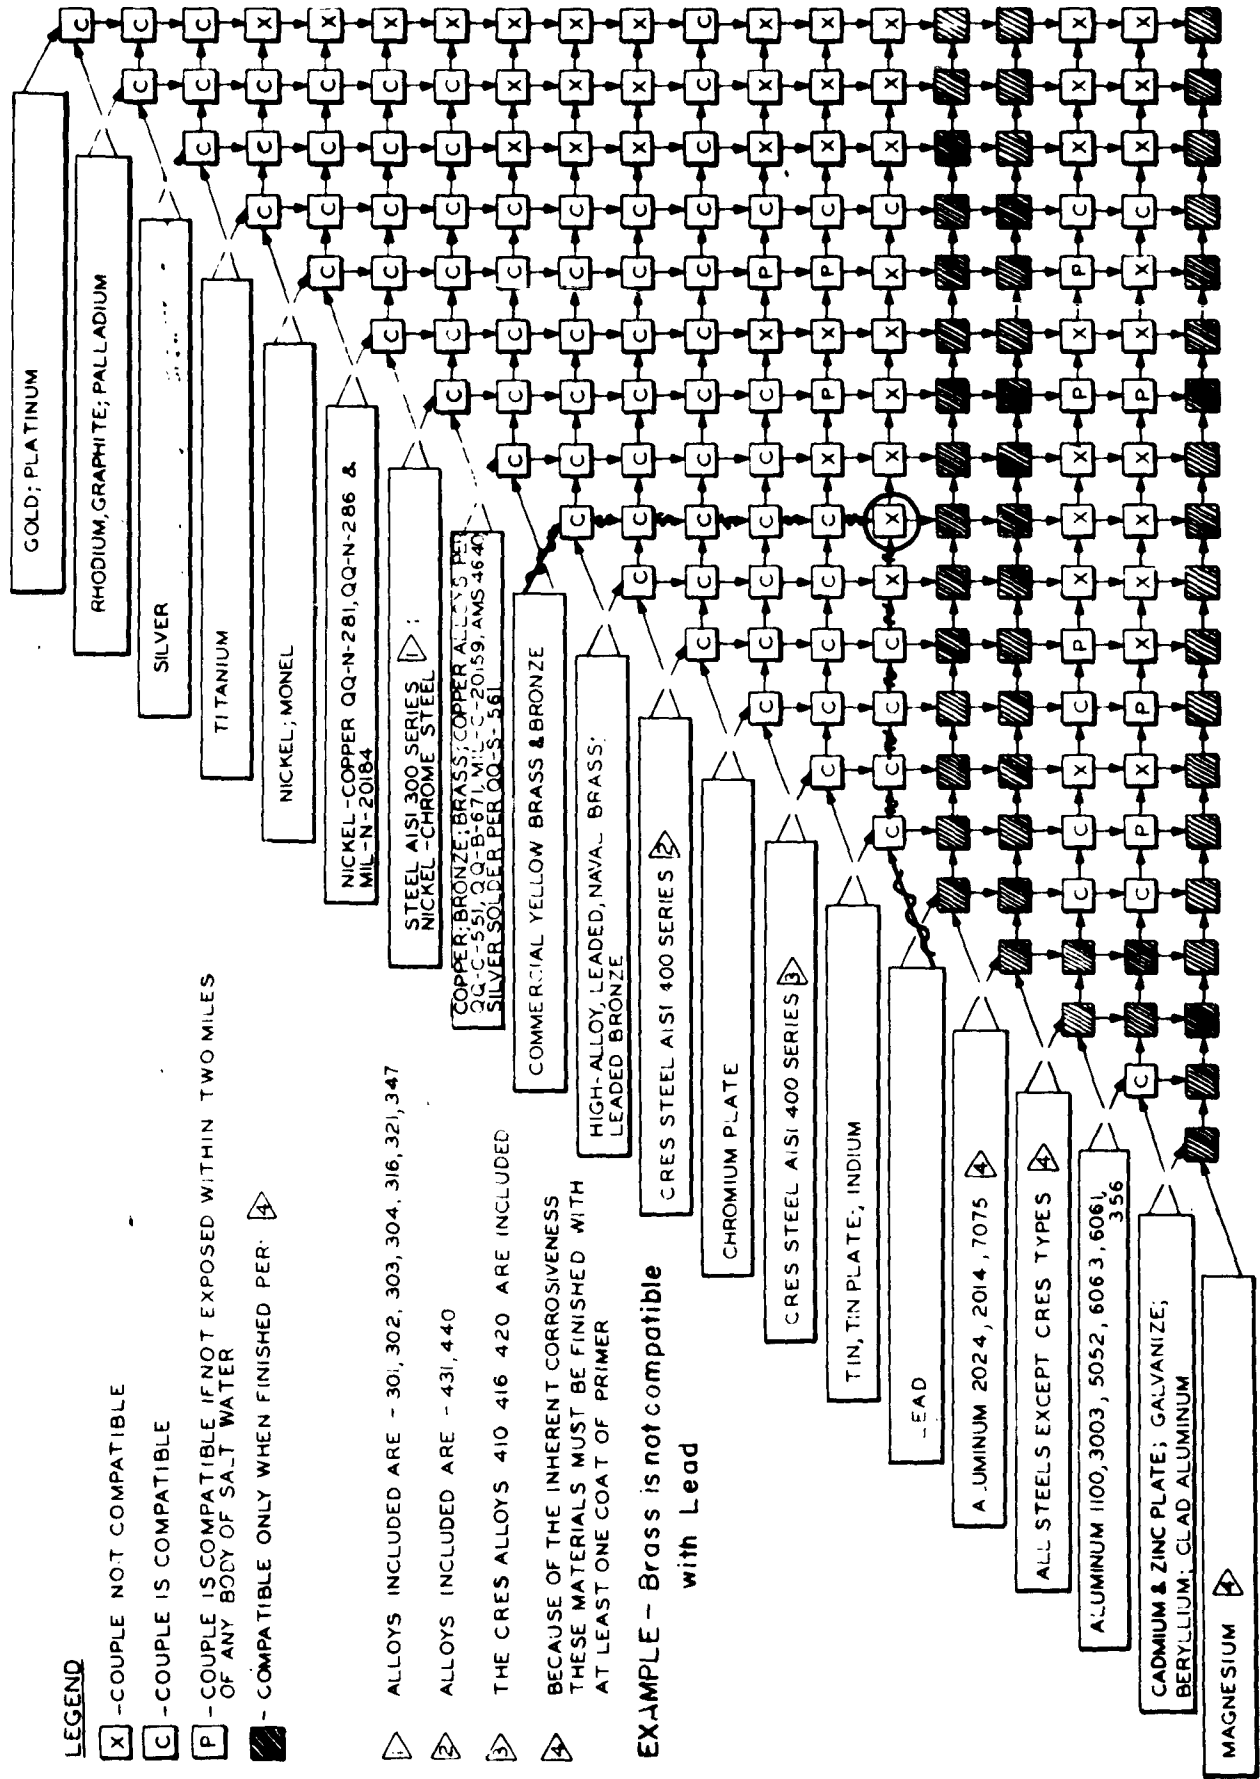 LEGEND
X - COUPLE NOT COMPATIBLE
C - COUPLE IS COMPATIBLE
P - COUPLE IS COMPATIBLE IF NOT EXPOSED WITHIN TWO MILES
OF ANY BODY OF SALT WATER
- COMPATIBLE ONLY WHEN FINISHED PER 4
1 ALLOYS INCLUDED ARE - 301, 302, 303, 304, 316, 321, 347
2 ALLOYS INCLUDED ARE - 431, 440
3 THE CRES ALLOYS 410 416 420 ARE INCLUDED
4 BECAUSE OF THE INHERENT CORROSIVENESS
THESE MATERIALS MUST BE FINISHED WITH
AT LEAST ONE COAT OF PRIMER
EXAMPLE - Brass is not compatible
with Lead
GOLD; PLATINUM
C
RHODIUM, GRAPHITE; PALLADIUM
C C
SILVER
C C C
TITANIUM
C C C X
NICKEL; MONEL
C C C C X
NICKEL-COPPER QQ-N-281, QQ-N-286 &
MIL-N-20184
C C C C C X
STEEL AISI 300 SERIES 1 ;
NICKEL-CHROME STEEL
C C C C C C X
COPPER; BRONZE; BRASS; COPPER ALLOYS PER
QQ-C-551, QQ-B-671, MIL-C-20159, AMS 4640
SILVER SOLDER PER QQ-S-561
C C C C C X X X
COMMERCIAL YELLOW BRASS & BRONZE
C C C C C C X X X
HIGH-ALLOY, LEADED, NAVAL BRASS;
LEADED BRONZE
C C C C C C C X X X
CRES STEEL AISI 400 SERIES 2
C C C C C C C C C C C
CHROMIUM PLATE
C C C C C C X P C X X X
CRES STEEL AISI 400 SERIES 3
C C C C C X P X P C X X X
TIN, TIN PLATE; INDIUM
C C C C X X X X X X C X X X
LEAD
ALUMINUM 2024, 2014, 7075 4
ALL STEELS EXCEPT CRES TYPES 4
C C X C P X X X P X P C X X X
ALUMINUM 1100, 3003, 5052, 6063, 6061,
356
C C P X P X X X X P X X C X X X
CADMIUM & ZINC PLATE; GALVANIZE;
BERYLLIUM; CLAD ALUMINUM
MAGNESIUM 4